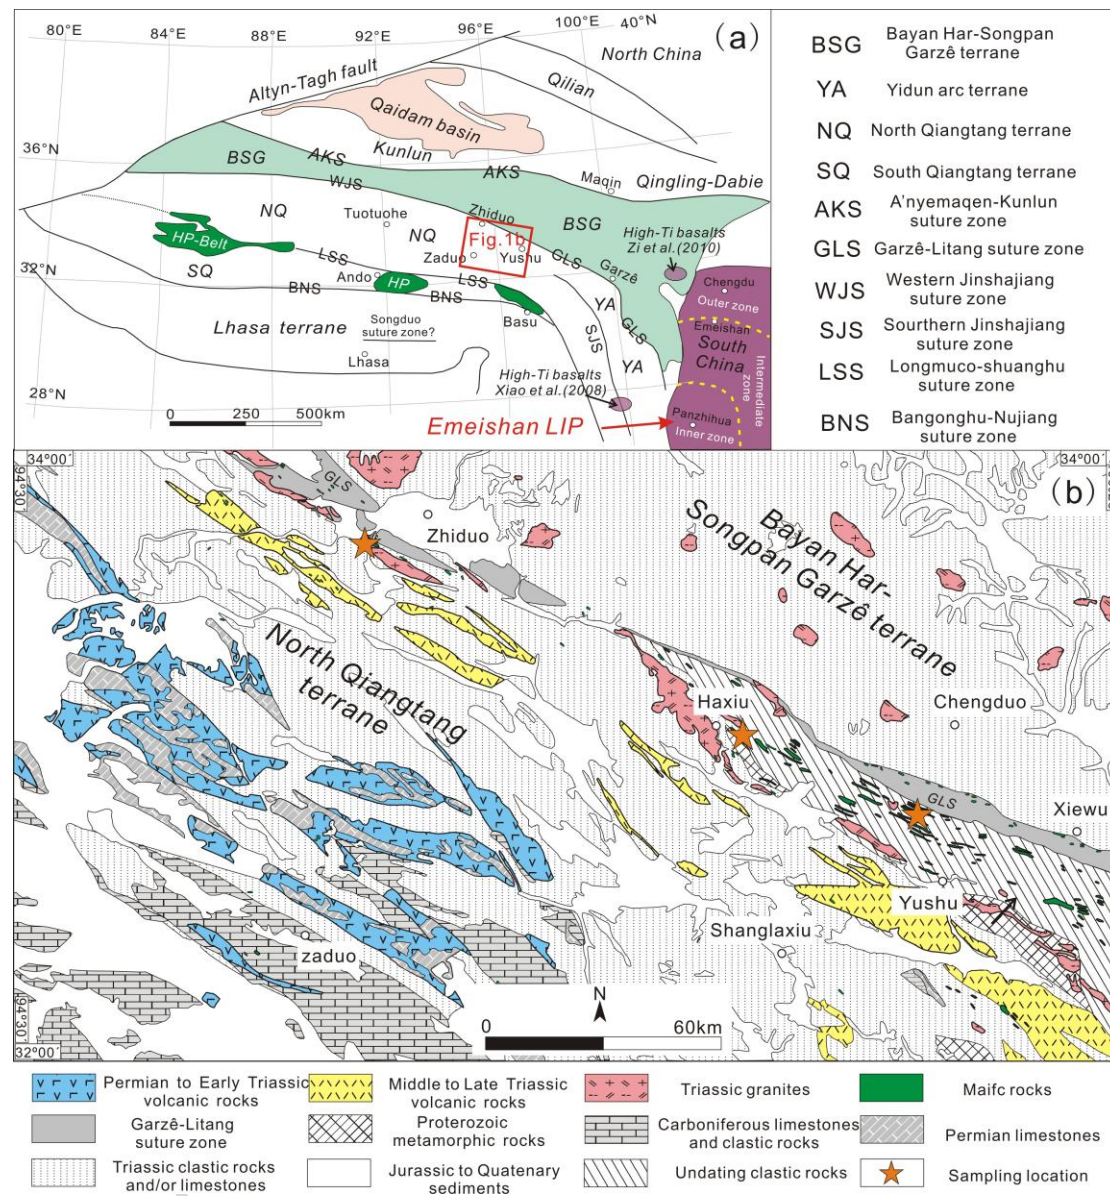 80°E
84°E
88°E
92°E
96°E
100°E
40°N
(a)
North China
Altyn-Tagh fault
Qilian
Qaidam basin
Kunlun
36°N
BSG
AKS
AKS
WJS
Maqin
Qingling-Dabie
NQ
Tuotuohe
Zhiduo
BSG
High-Ti basalts
Zi et al.(2010)
NQ
Fig.1b
HP-Belt
LSS
Zaduo
Yushu
GLS
Garzê
SQ
32°N
Ando
HP
LSS
BNS
BNS
YA
Chengdu
Outer zone
Basu
Lhasa terrane
Songduo
suture zone?
SJS
GLS
Emeishan
South
China
Lhasa
YA
Intermediate
zone
28°N
High-Ti basalts
Xiao et al.(2008)
0 250 500km
Emeishan LIP
Panzhihua
Inner zone
BSG Bayan Har-Songpan
Garzê terrane
YA Yidun arc terrane
NQ North Qiangtang terrane
SQ South Qiangtang terrane
AKS A'nyemaqen-Kunlun
suture zone
GLS Garzê-Litang suture zone
WJS Western Jinshajiang
suture zone
SJS Sourthern Jinshajiang
suture zone
LSS Longmuco-shuanghu
suture zone
BNS Bangonghu-Nujiang
suture zone
34°00´
94°30´
34°00´
(b)
GLS
Zhiduo
Bayan Har-
Songpan Garzê terrane
North Qiangtang
terrane
Haxiu
Chengduo
GLS
Xiewu
Yushu
Shanglaxiu
zaduo
N
0 60km
94°30´
32°00´
Permian to Early Triassic
volcanic rocks
Middle to Late Triassic
volcanic rocks
Triassic granites
Maifc rocks
Garzê-Litang
suture zone
Proterozoic
metamorphic rocks
Carboniferous limestones
and clastic rocks
Permian limestones
Triassic clastic rocks
and/or limestones
Jurassic to Quatenary
sediments
Undating clastic rocks
Sampling location